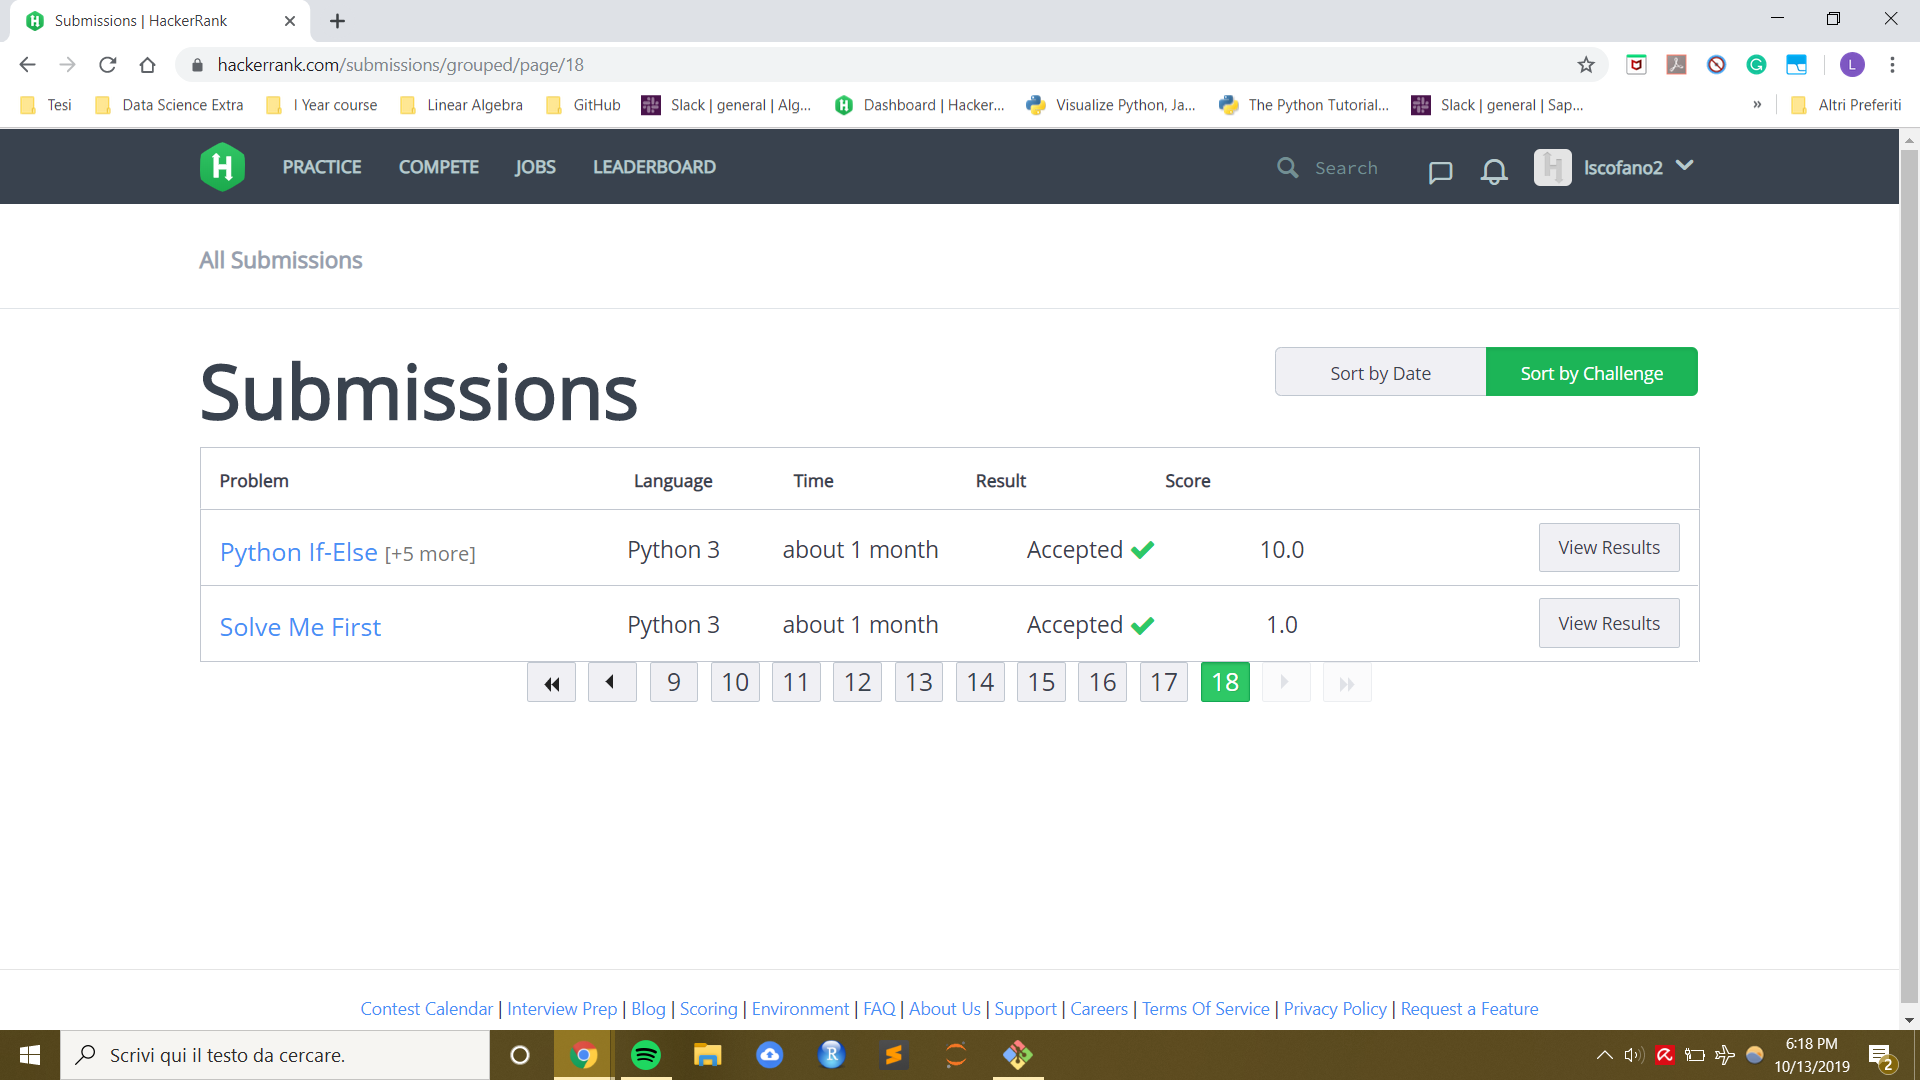 Submissions | HackerRank
hackerrank.com/submissions/grouped/page/18
L
Tesi
Data Science Extra
I Year course
Linear Algebra
GitHub
Slack | general | Alg...
Dashboard | Hacker...
Visualize Python, Ja...
The Python Tutorial...
Slack | general | Sap...
»
Altri Preferiti
H PRACTICE COMPETE JOBS LEADERBOARD Search lscofano2
All Submissions
Submissions
Sort by Date Sort by Challenge
Problem Language Time Result Score
Python If-Else [+5 more] Python 3 about 1 month Accepted 10.0 View Results
Solve Me First Python 3 about 1 month Accepted 1.0 View Results
9 10 11 12 13 14 15 16 17 18
Contest Calendar | Interview Prep | Blog | Scoring | Environment | FAQ | About Us | Support | Careers | Terms Of Service | Privacy Policy | Request a Feature
Scrivi qui il testo da cercare.
R
6:18 PM
10/13/2019
2